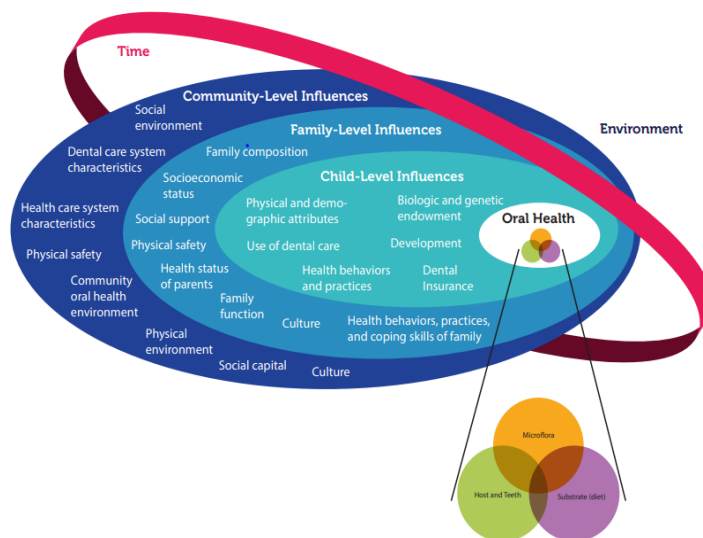 Time
Community-Level Influences
Social
environment
Family-Level Influences
Environment
Dental care system
characteristics
Family composition
Child-Level Influences
Socioeconomic
status
Physical and demo-
graphic attributes
Biologic and genetic
endowment
Oral Health
Health care system
characteristics
Social support
Physical safety
Use of dental care
Development
Physical safety
Health status
of parents
Health behaviors
and practices
Dental
Insurance
Community
oral health
environment
Family
function
Culture
Health behaviors, practices,
and coping skills of family
Physical
environment
Social capital
Culture
Microflora
Host and Teeth
Substrate (diet)